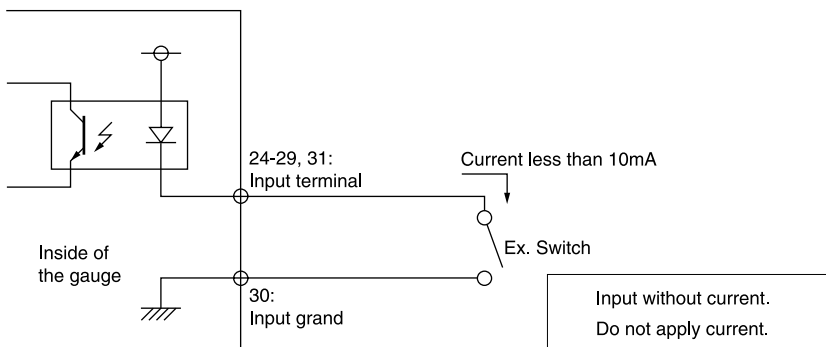 24-29, 31:
Input terminal
Current less than 10mA
Ex. Switch
Inside of
the gauge
30:
Input grand
Input without current.
Do not apply current.